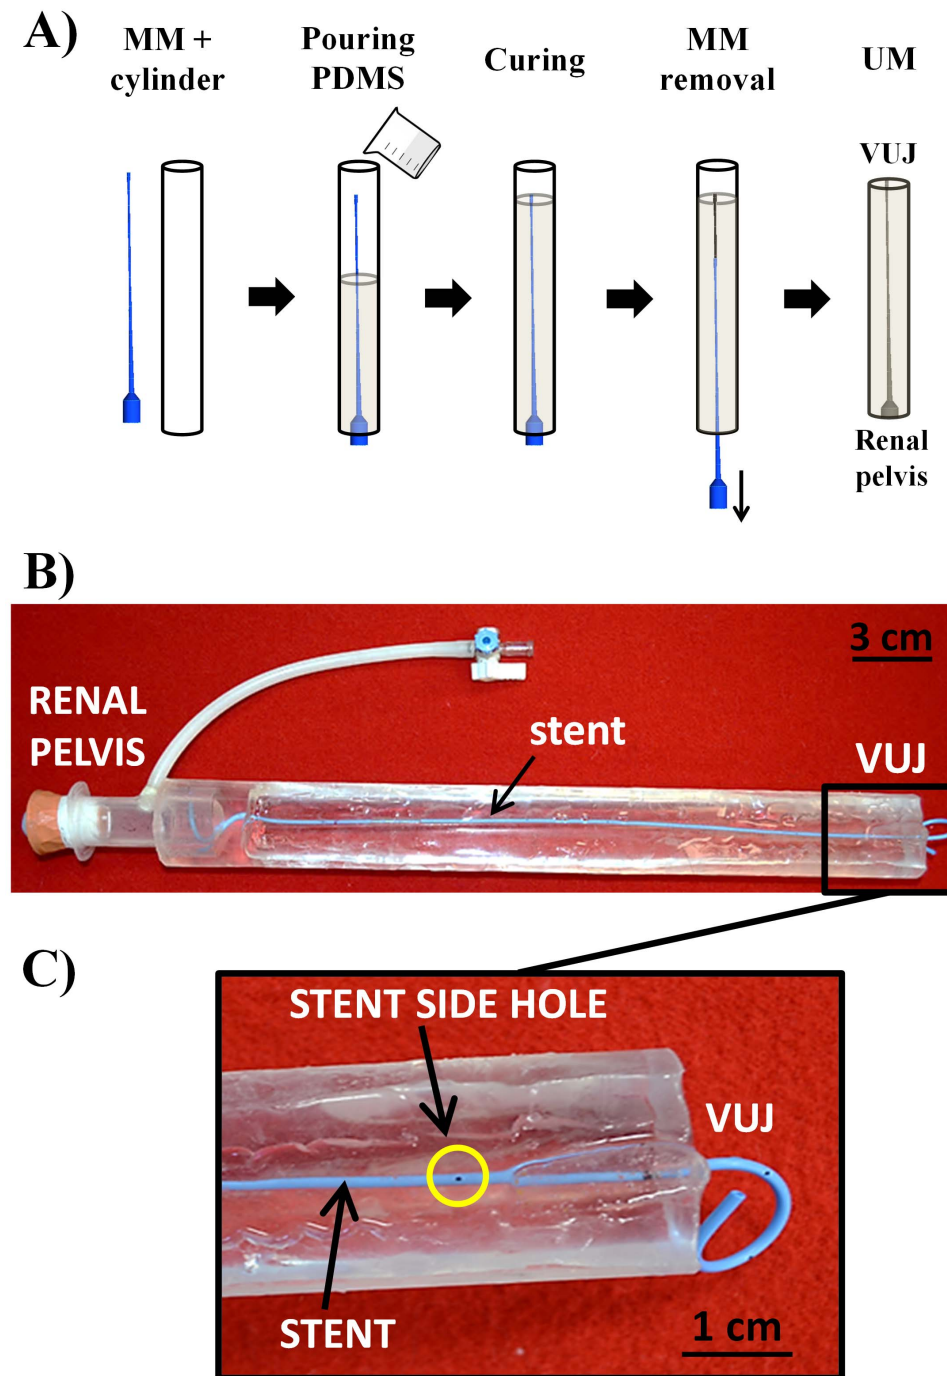 A)
MM +
cylinder
Pouring
PDMS
Curing
MM
removal
UM
VUJ
Renal
pelvis
B)
3 cm
RENAL
PELVIS
stent
VUJ
C)
STENT SIDE HOLE
VUJ
STENT
1 cm